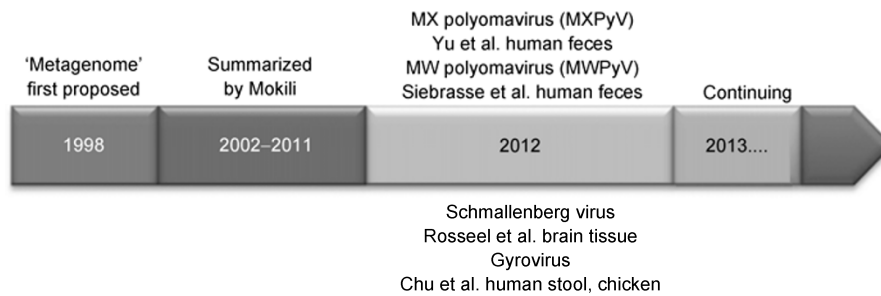 MX polyomavirus (MXPyV)
Yu et al. human feces
MW polyomavirus (MWPyV)
Siebrasse et al. human feces
‘Metagenome’
first proposed
Summarized
by Mokili
Continuing
1998
2002–2011
2012
2013....
Schmallenberg virus
Rosseel et al. brain tissue
Gyrovirus
Chu et al. human stool, chicken